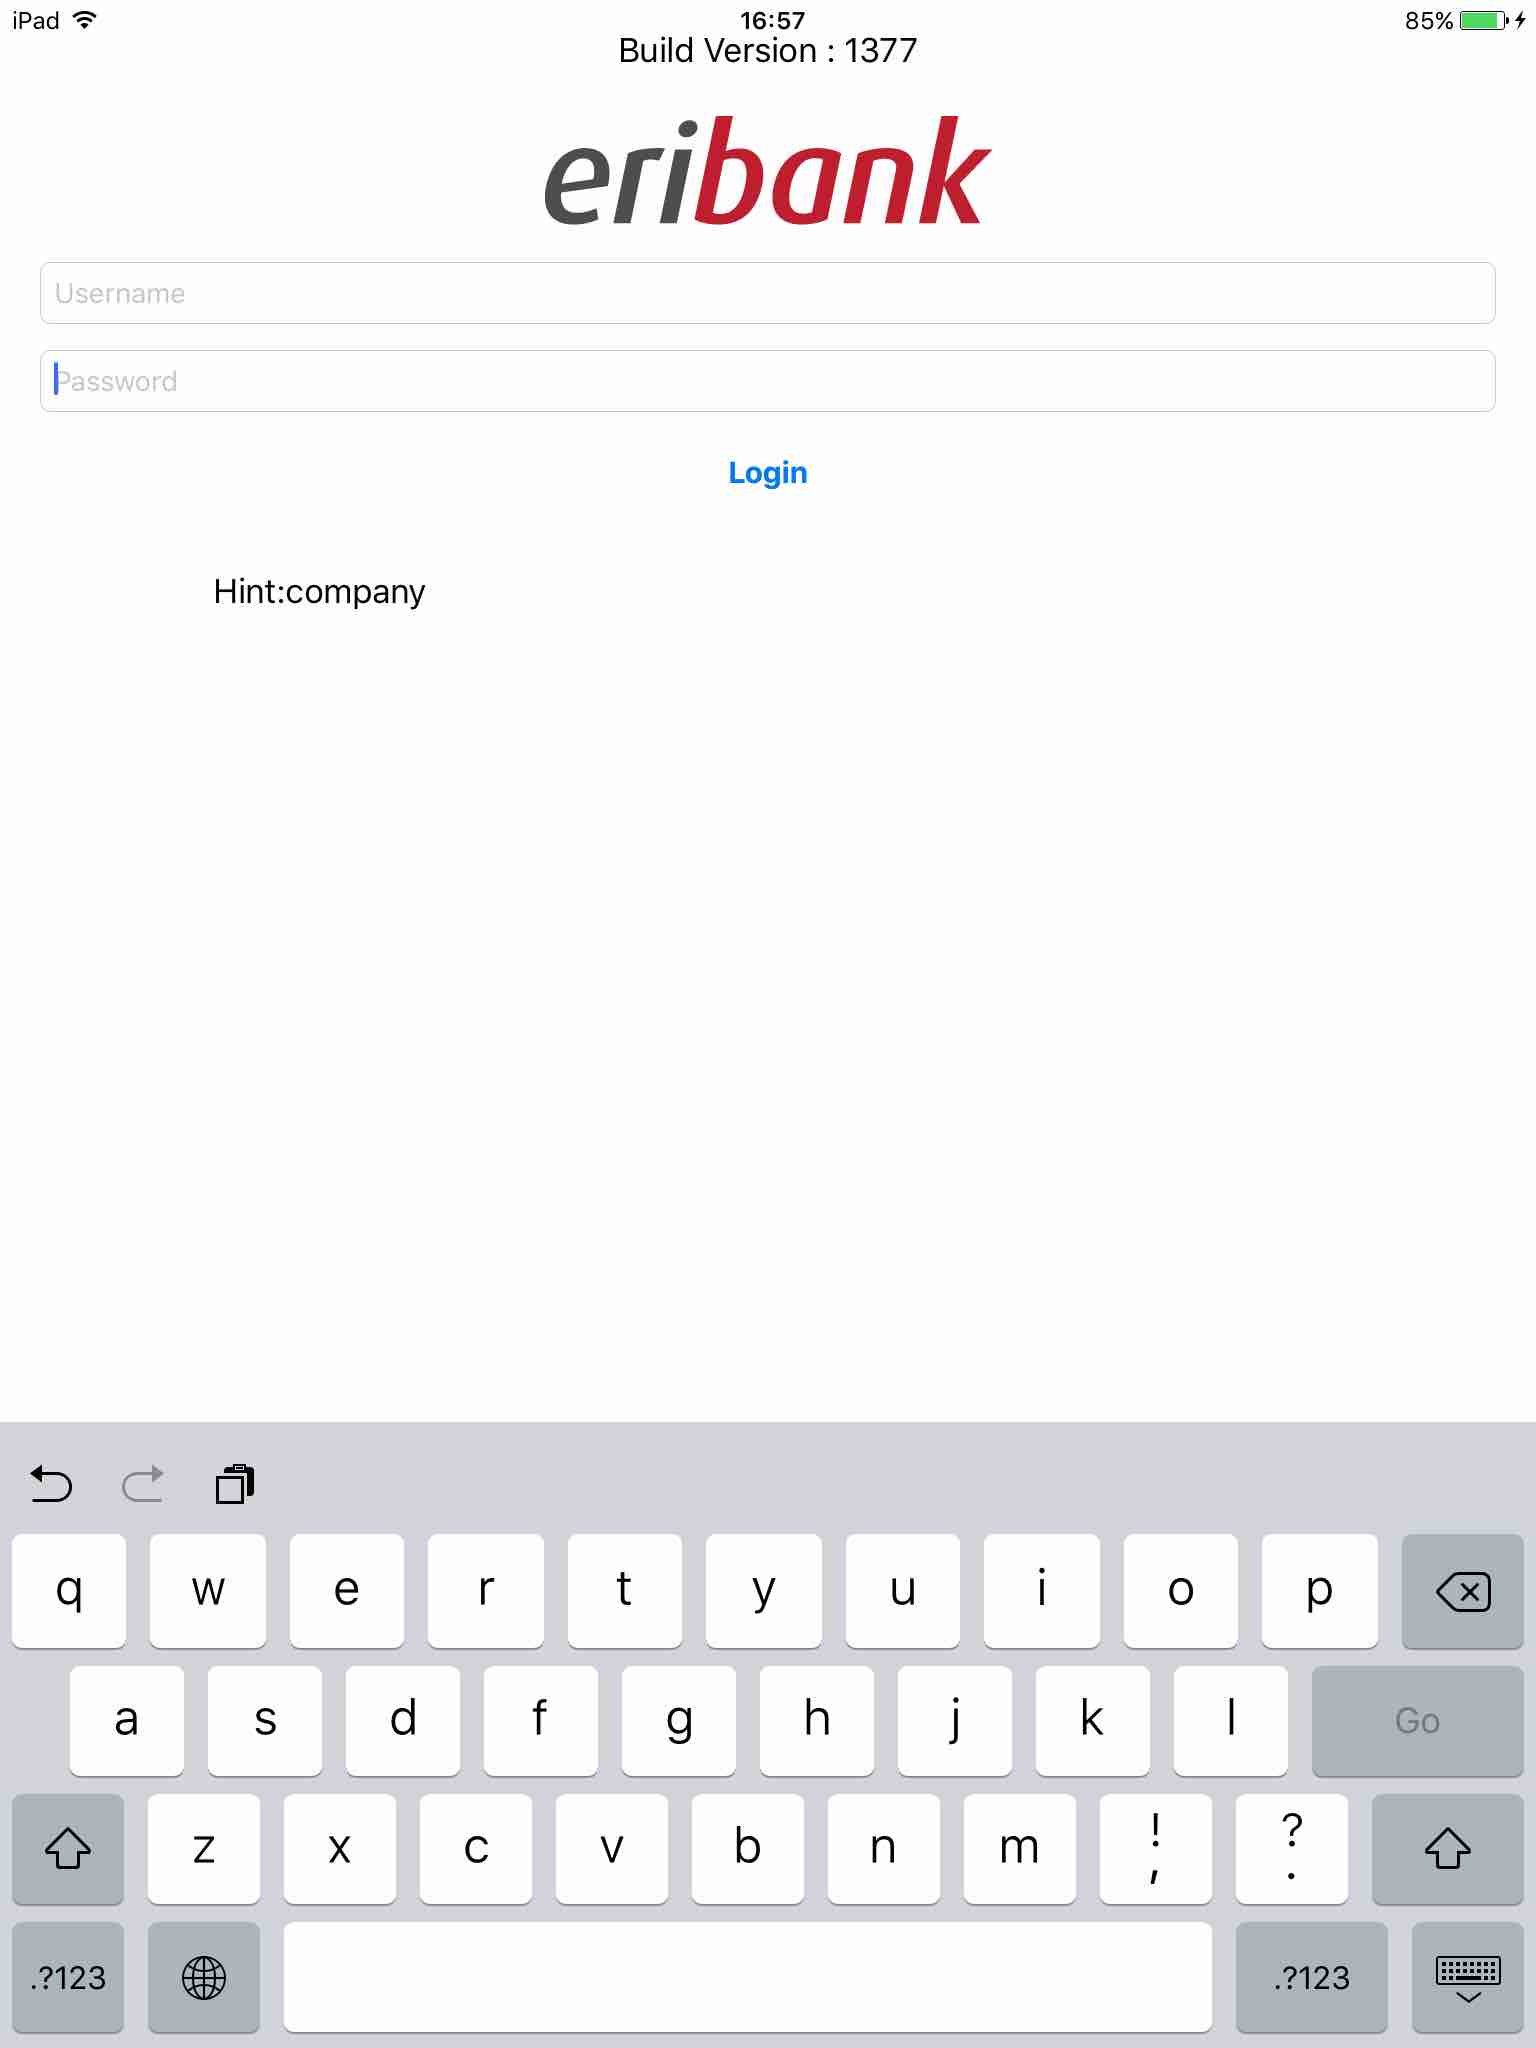 iPad 16:57 85%
Build Version : 1377
eribank
Username
Password
Login
Hint:company
q w e r t y u i o p
a s d f g h j k l Go
z x c v b n m ! , ? .
.?123 .?123